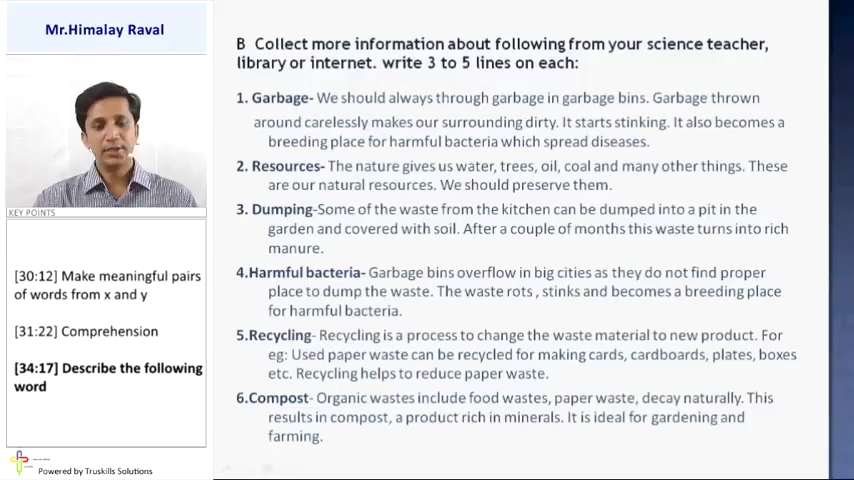 Mr.Himalay Raval
KEY POINTS
[30:12] Make meaningful pairs
of words from x and y
[31:22] Comprehension
[34:17] Describe the following
word
Powered by Truskills Solutions
B Collect more information about following from your science teacher,
library or internet. write 3 to 5 lines on each:
1. Garbage- We should always through garbage in garbage bins. Garbage thrown
around carelessly makes our surrounding dirty. It starts stinking. It also becomes a
breeding place for harmful bacteria which spread diseases.
2. Resources- The nature gives us water, trees, oil, coal and many other things. These
are our natural resources. We should preserve them.
3. Dumping-Some of the waste from the kitchen can be dumped into a pit in the
garden and covered with soil. After a couple of months this waste turns into rich
manure.
4.Harmful bacteria- Garbage bins overflow in big cities as they do not find proper
place to dump the waste. The waste rots , stinks and becomes a breeding place
for harmful bacteria.
5.Recycling- Recycling is a process to change the waste material to new product. For
eg: Used paper waste can be recycled for making cards, cardboards, plates, boxes
etc. Recycling helps to reduce paper waste.
6.Compost- Organic wastes include food wastes, paper waste, decay naturally. This
results in compost, a product rich in minerals. It is ideal for gardening and
farming.